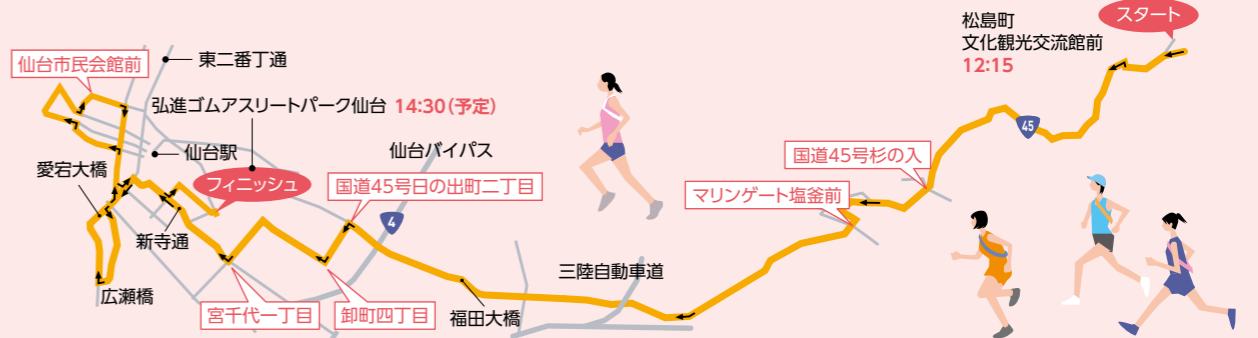 スタート
松島町
文化観光交流館前
12:15
45
国道45号杉の入
マリンゲート塩釜前
三陸自動車道
福田大橋
仙台バイパス
4
国道45号日の出町二丁目
卸町四丁目
宮千代一丁目
東二番丁通
仙台市民会館前
弘進ゴムアスリートパーク仙台 14:30(予定)
仙台駅
愛宕大橋
フィニッシュ
新寺通
広瀬橋